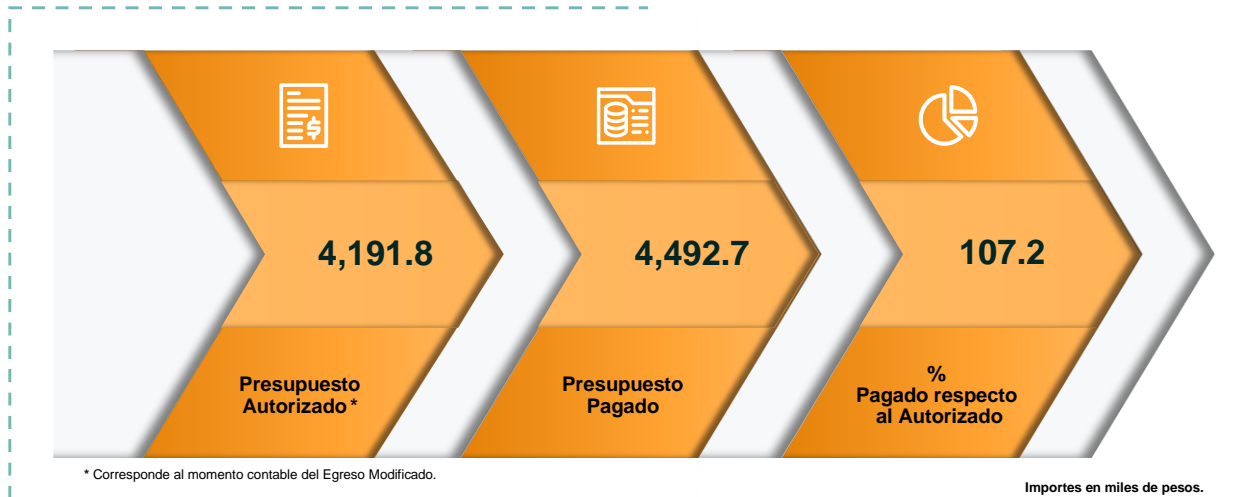 4,191.8
4,492.7
107.2
Presupuesto
Autorizado *
Presupuesto
Pagado
%
Pagado respecto
al Autorizado
* Corresponde al momento contable del Egreso Modificado.
Importes en miles de pesos.